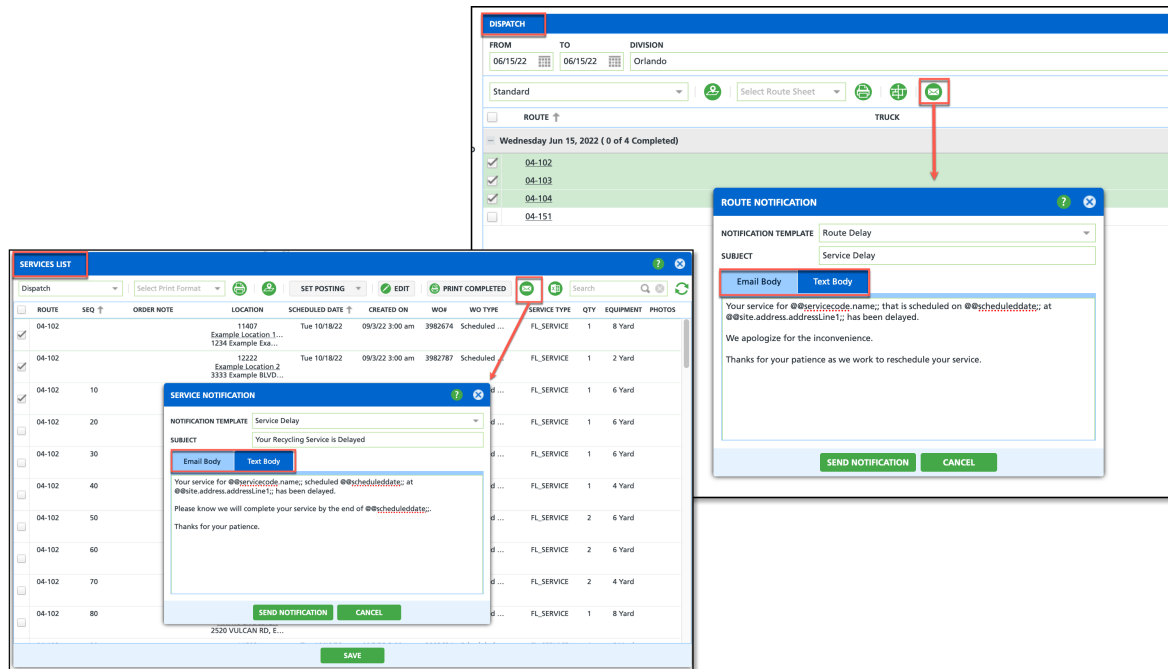 DISPATCH
FROM TO DIVISION
06/15/22 06/15/22 Orlando
Standard Select Route Sheet
ROUTE TRUCK
Wednesday Jun 15, 2022 ( 0 of 4 Completed)
04-102
04-103
04-104
04-151
ROUTE NOTIFICATION ?
NOTIFICATION TEMPLATE Route Delay
SUBJECT Service Delay
Email Body Text Body
Your service for @@servicecode.name;; that is scheduled on @@scheduleddate;; at
@@site.address.addressLine1;; has been delayed.
We apologize for the inconvenience.
Thanks for your patience as we work to reschedule your service.
SEND NOTIFICATION CANCEL
SERVICES LIST ?
Dispatch Select Print Format SET POSTING EDIT PRINT COMPLETED Search
ROUTE SEQ ORDER NOTE LOCATION SCHEDULED DATE CREATED ON WO# WO TYPE SERVICE TYPE QTY EQUIPMENT PHOTOS
04-102 11407 Tue 10/18/22 09/3/22 3:00 am 3982674 Scheduled ... FL_SERVICE 1 8 Yard
Example Location 1...
1234 Example Exa...
04-102 12222 Tue 10/18/22 09/3/22 3:00 am 3982787 Scheduled ... FL_SERVICE 1 2 Yard
Example Location 2
3333 Example BLVD...
04-102 10 d ... FL_SERVICE 1 6 Yard
04-102 20 d ... FL_SERVICE 1 6 Yard
04-102 30 d ... FL_SERVICE 1 6 Yard
04-102 40 d ... FL_SERVICE 1 4 Yard
04-102 50 d ... FL_SERVICE 2 6 Yard
04-102 60 d ... FL_SERVICE 2 6 Yard
04-102 70 d ... FL_SERVICE 2 4 Yard
04-102 80 d ... FL_SERVICE 1 8 Yard
2520 VULCAN RD, E...
SERVICE NOTIFICATION ?
NOTIFICATION TEMPLATE Service Delay
SUBJECT Your Recycling Service is Delayed
Email Body Text Body
Your service for @@servicecode.name;; scheduled @@scheduleddate;; at
@@site.address.addressLine1;; has been delayed.
Please know we will complete your service by the end of @@scheduleddate;;.
Thanks for your patience.
SEND NOTIFICATION CANCEL
SAVE